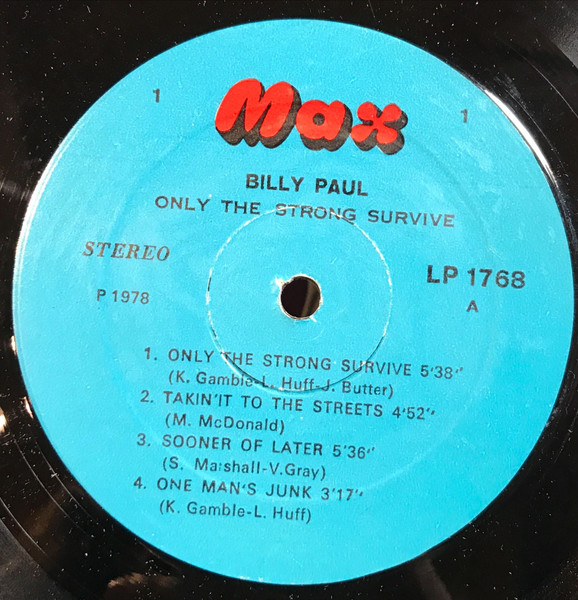 1 Max 1
BILLY PAUL
ONLY THE STRONG SURVIVE
STEREO LP 1768
P 1978 A
1. ONLY THE STRONG SURVIVE 5'38''
(K. Gamble-L. Huff-J. Butter)
2. TAKIN'IT TO THE STREETS 4'52''
(M. McDonald)
3. SOONER OF LATER 5'36''
(S. Marshall-V.Gray)
4. ONE MAN'S JUNK 3'17''
(K. Gamble-L. Huff)